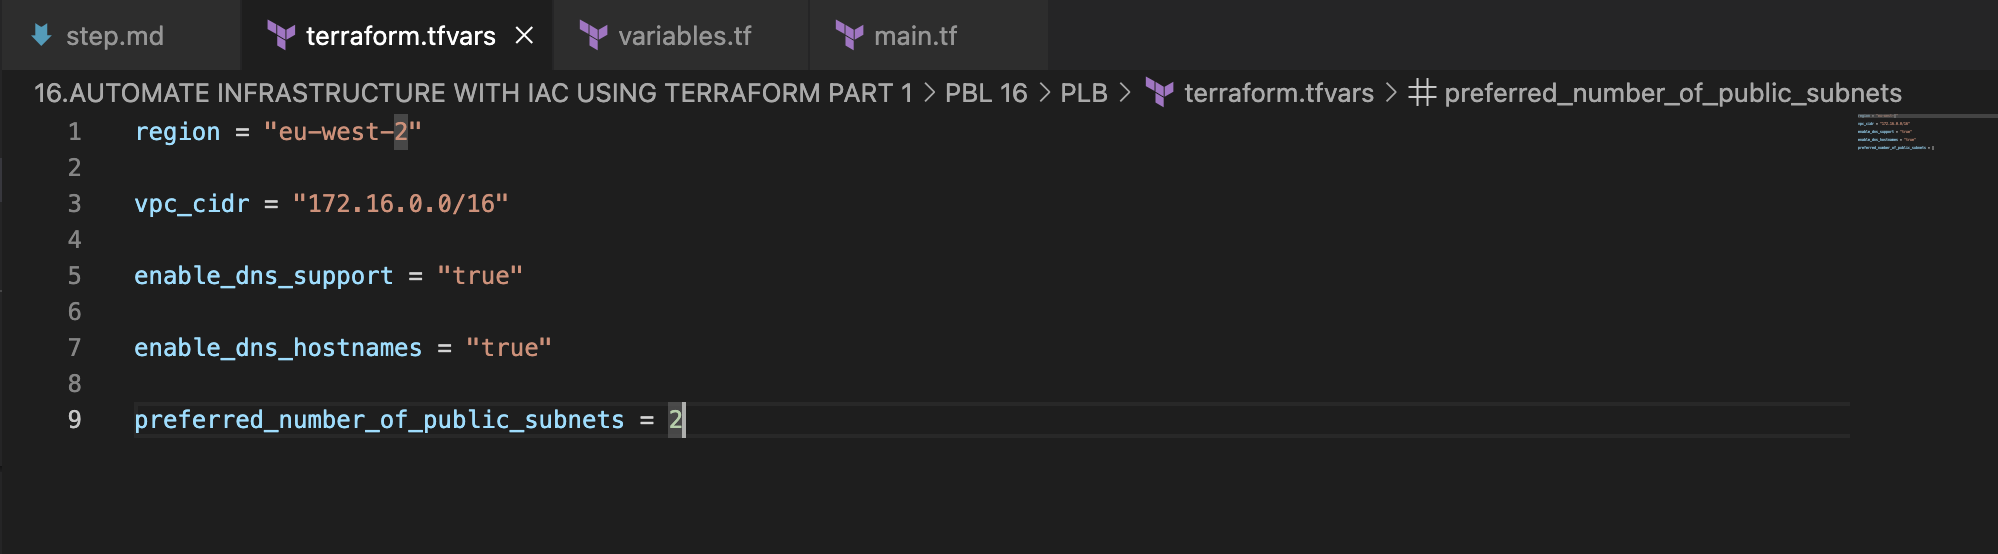 step.md terraform.tfvars variables.tf main.tf
16.AUTOMATE INFRASTRUCTURE WITH IAC USING TERRAFORM PART 1 > PBL 16 > PLB > terraform.tfvars > preferred_number_of_public_subnets
1 region = "eu-west-2"
2
3 vpc_cidr = "172.16.0.0/16"
4
5 enable_dns_support = "true"
6
7 enable_dns_hostnames = "true"
8
9 preferred_number_of_public_subnets = 2